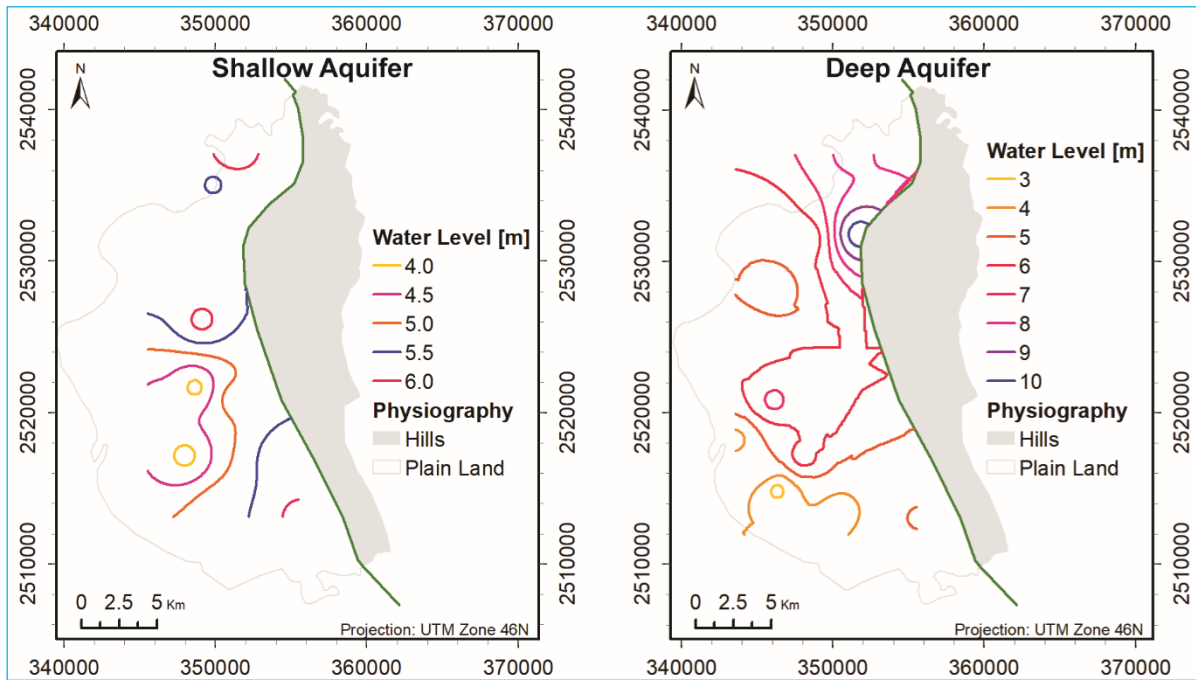 340000 350000 360000 370000
340000 350000 360000 370000
Shallow Aquifer
N
2540000
2530000
2520000
2510000
Water Level [m]
4.0
4.5
5.0
5.5
6.0
Physiography
Hills
Plain Land
0 2.5 5 Km
Projection: UTM Zone 46N
2540000
2530000
2520000
2510000
Deep Aquifer
N
Water Level [m]
3
4
5
6
7
8
9
10
Physiography
Hills
Plain Land
0 2.5 5 Km
Projection: UTM Zone 46N
2540000
2530000
2520000
2510000
340000 350000 360000 370000
340000 350000 360000 370000